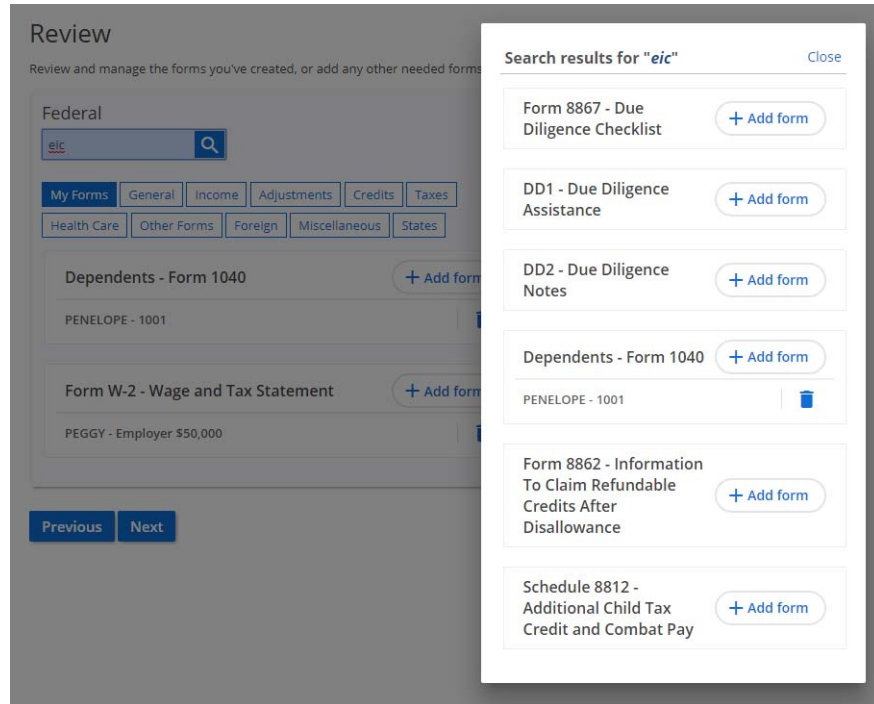 Review
Review and manage the forms you've created, or add any other needed forms
Federal
eic
My Forms General Income Adjustments Credits Taxes
Health Care Other Forms Foreign Miscellaneous States
Dependents - Form 1040 + Add form
PENELOPE - 1001
Form W-2 - Wage and Tax Statement + Add form
PEGGY - Employer $50,000
Previous Next
Search results for "eic" Close
Form 8867 - Due
Diligence Checklist
+ Add form
DD1 - Due Diligence
Assistance
+ Add form
DD2 - Due Diligence
Notes
+ Add form
Dependents - Form 1040 + Add form
PENELOPE - 1001
Form 8862 - Information
To Claim Refundable
Credits After
Disallowance
+ Add form
Schedule 8812 -
Additional Child Tax
Credit and Combat Pay
+ Add form